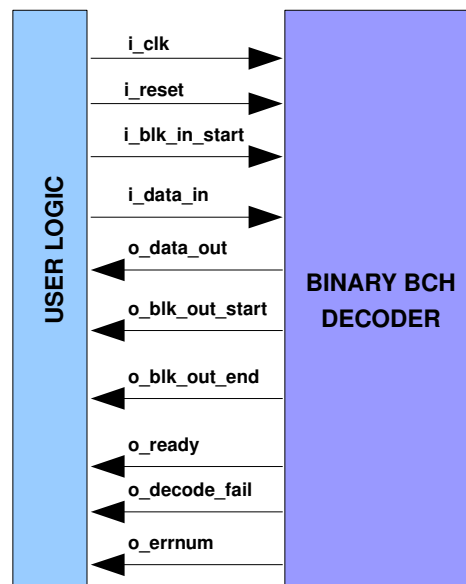 USER LOGIC
i_clk
i_reset
i_blk_in_start
i_data_in
o_data_out
o_blk_out_start
o_blk_out_end
o_ready
o_decode_fail
o_errnum
BINARY BCH
DECODER